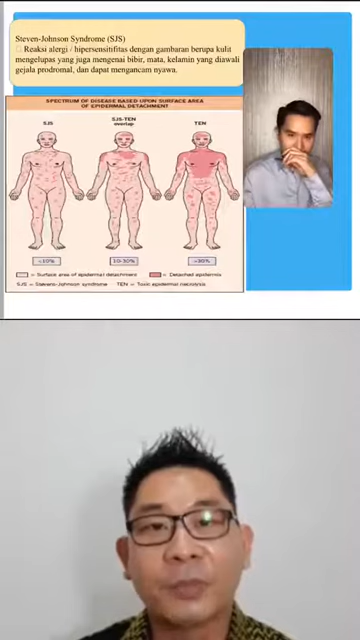 Steven-Johnson Syndrome (SJS)
Reaksi alergi / hipersensitifitas dengan gambaran berupa kulit
mengelupas yang juga mengenai bibir, mata, kelamin yang diawali
gejala prodromal, dan dapat mengancam nyawa.
SPECTRUM OF DISEASE BASED UPON SURFACE AREA
OF EPIDERMAL DETACHMENT
SJS
SJS-TEN
overlap
TEN
<10%
10-30%
>30%
= Surface area of epidermal detachment
= Detached epidermis
SJS = Stevens-Johnson syndrome
TEN = Toxic epidermal necrolysis